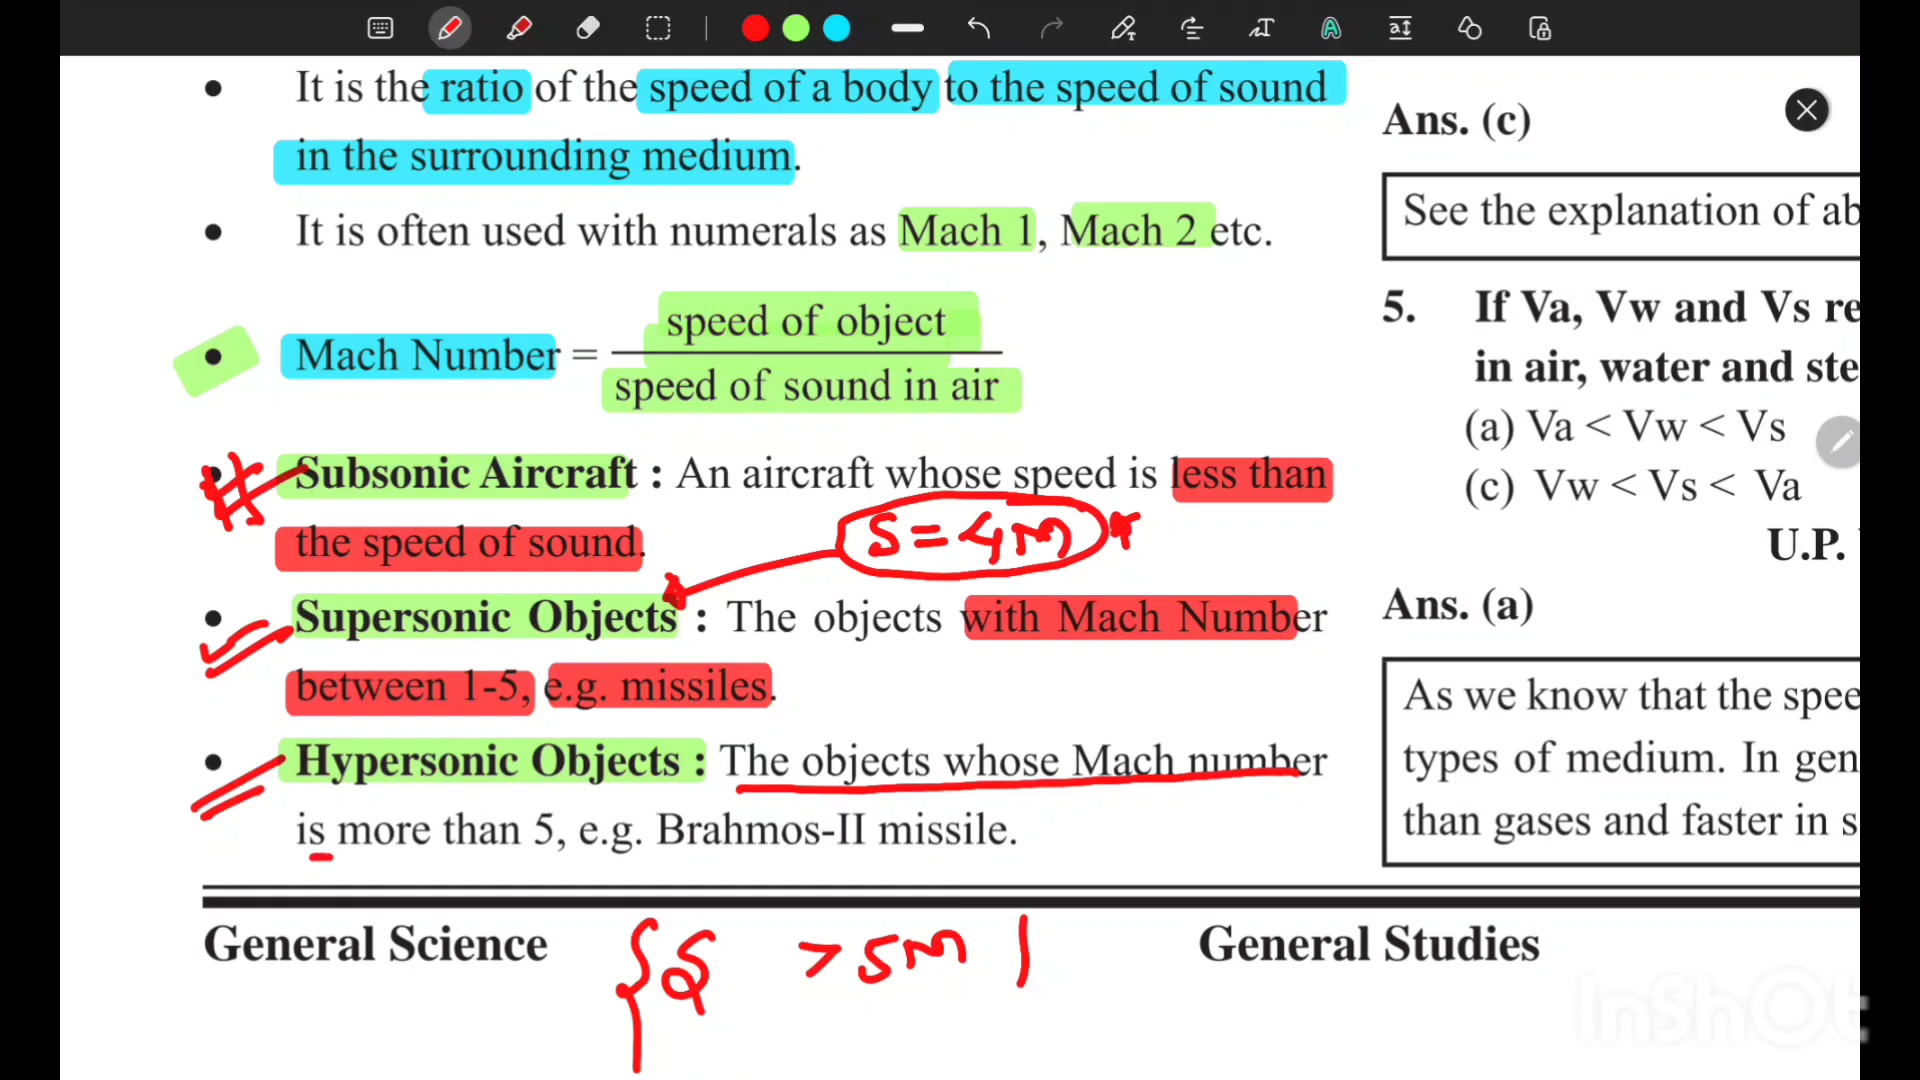 • It is the ratio of the speed of a body to the speed of sound
in the surrounding medium.
• It is often used with numerals as Mach 1, Mach 2 etc.
• Mach Number = speed of object
speed of sound in air
• Subsonic Aircraft : An aircraft whose speed is less than
the speed of sound.
S = 4M
• Supersonic Objects : The objects with Mach Number
between 1-5, e.g. missiles.
• Hypersonic Objects : The objects whose Mach number
is more than 5, e.g. Brahmos-II missile.
General Science
> 5M
General Studies
Ans. (c)
See the explanation of ab
5. If Va, Vw and Vs re
in air, water and ste
(a) Va < Vw < Vs
(c) Vw < Vs < Va
U.P.
Ans. (a)
As we know that the spee
types of medium. In gen
than gases and faster in s
InShOt